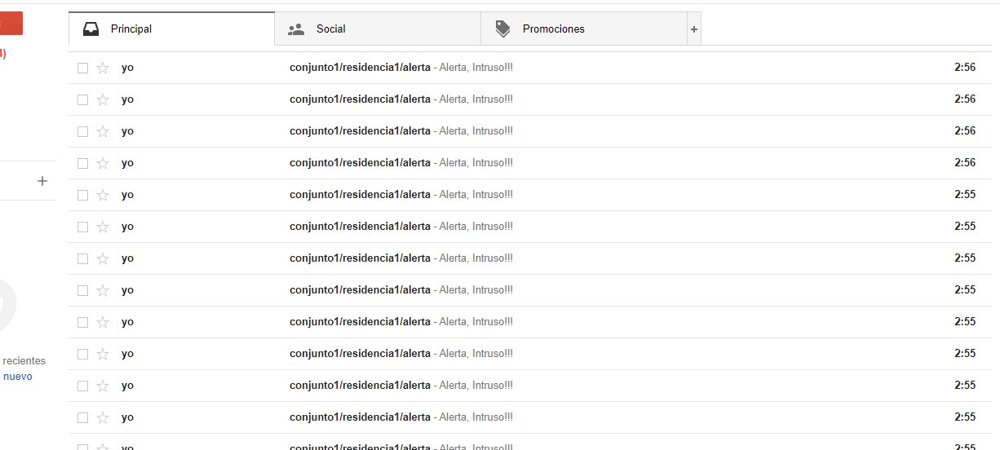 Principal Social Promociones +
4)
yo conjunto1/residencia1/alerta - Alerta, Intruso!!! 2:56
yo conjunto1/residencia1/alerta - Alerta, Intruso!!! 2:56
yo conjunto1/residencia1/alerta - Alerta, Intruso!!! 2:56
yo conjunto1/residencia1/alerta - Alerta, Intruso!!! 2:56
+
yo conjunto1/residencia1/alerta - Alerta, Intruso!!! 2:55
yo conjunto1/residencia1/alerta - Alerta, Intruso!!! 2:55
yo conjunto1/residencia1/alerta - Alerta, Intruso!!! 2:55
yo conjunto1/residencia1/alerta - Alerta, Intruso!!! 2:55
yo conjunto1/residencia1/alerta - Alerta, Intruso!!! 2:55
yo conjunto1/residencia1/alerta - Alerta, Intruso!!! 2:55
recientes
nuevo
yo conjunto1/residencia1/alerta - Alerta, Intruso!!! 2:55
yo conjunto1/residencia1/alerta - Alerta, Intruso!!! 2:55
yo conjunto1/residencia1/alerta - Alerta, Intruso!!! 2:55